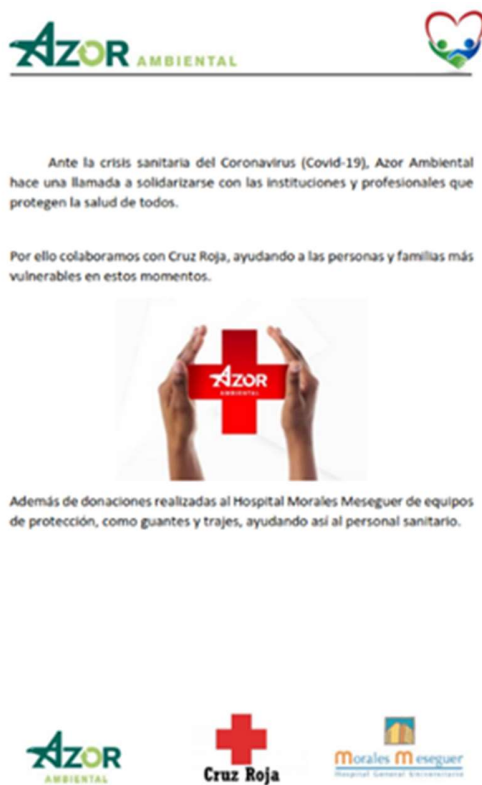 AZOR AMBIENTAL
Ante la crisis sanitaria del Coronavirus (Covid-19), Azor Ambiental
hace una llamada a solidarizarse con las instituciones y profesionales que
protegen la salud de todos.
Por ello colaboramos con Cruz Roja, ayudando a las personas y familias más
vulnerables en estos momentos.
AZOR
AMBIENTAL
Además de donaciones realizadas al Hospital Morales Meseguer de equipos
de protección, como guantes y trajes, ayudando así al personal sanitario.
AZOR
AMBIENTAL
Cruz Roja
Morales Meseguer
Hospital General Universitario